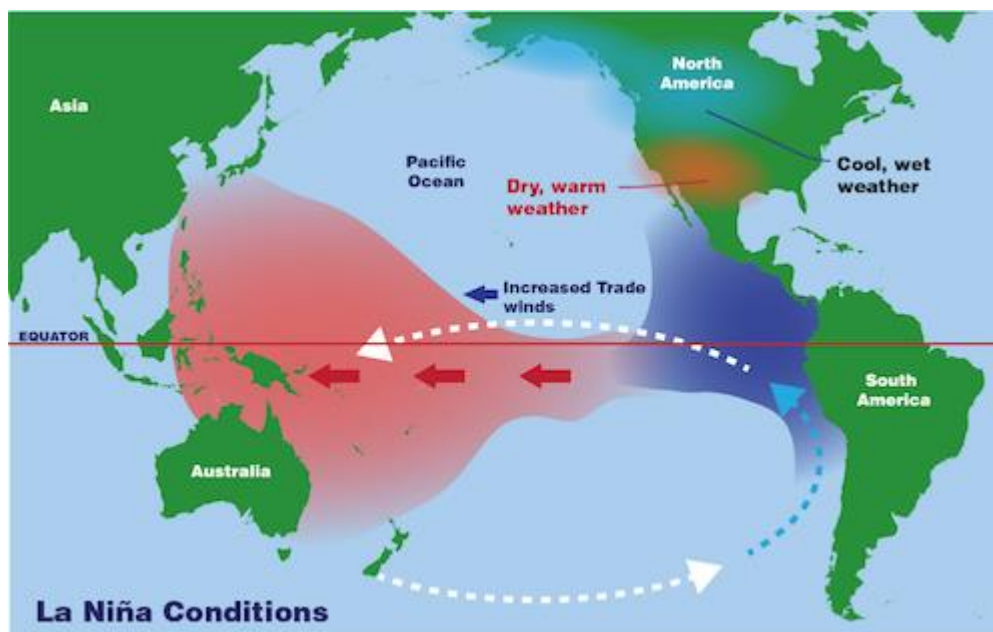 Asia
North
America
Pacific
Ocean
Cool, wet
weather
Dry, warm
weather
Increased Trade
winds
EQUATOR
South
America
Australia
La Niña Conditions